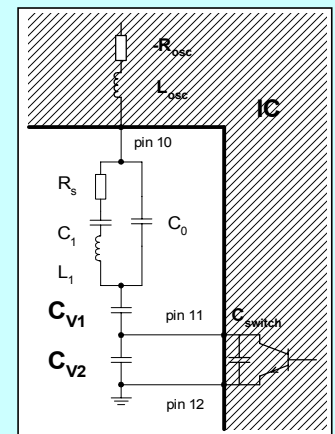 -Rosc
Losc
IC
pin 10
Rs
C1
C0
L1
CV1
pin 11
Cswitch
CV2
pin 12